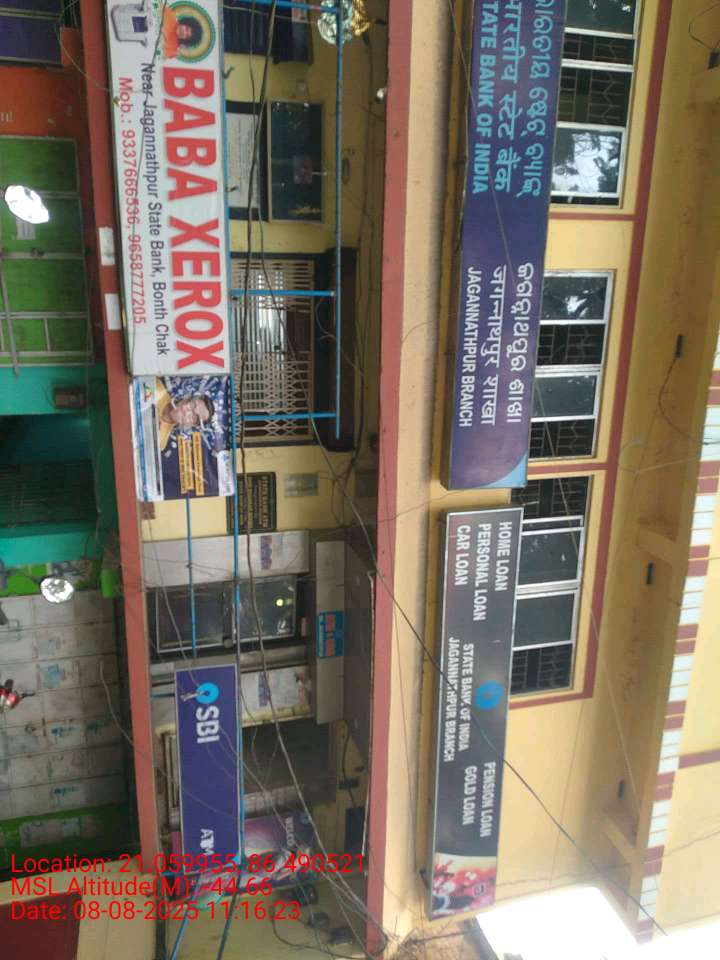 ଭାରତୀୟ ଷ୍ଟେଟ୍ ବ୍ୟାଙ୍କ୍
भारतीय स्टेट बैंक
STATE BANK OF INDIA
ଜଗନ୍ନାଥପୁର ଶାଖା
जगन्नाथपुर शाखा
JAGANNATHPUR BRANCH
HOME LOAN
PERSONAL LOAN
CAR LOAN
STATE BANK OF INDIA
JAGANNATHPUR BRANCH
PENSION LOAN
GOLD LOAN
BABA XEROX
Near Jagannathpur State Bank, Bonth Chak
Mob.: 9337666536, 9658777205
STATE BANK ATM
SBI
ATM
Location: 21.059955, 86.490521
MSL Altitude(M): -44.66
Date: 08-08-2025 11:16:23